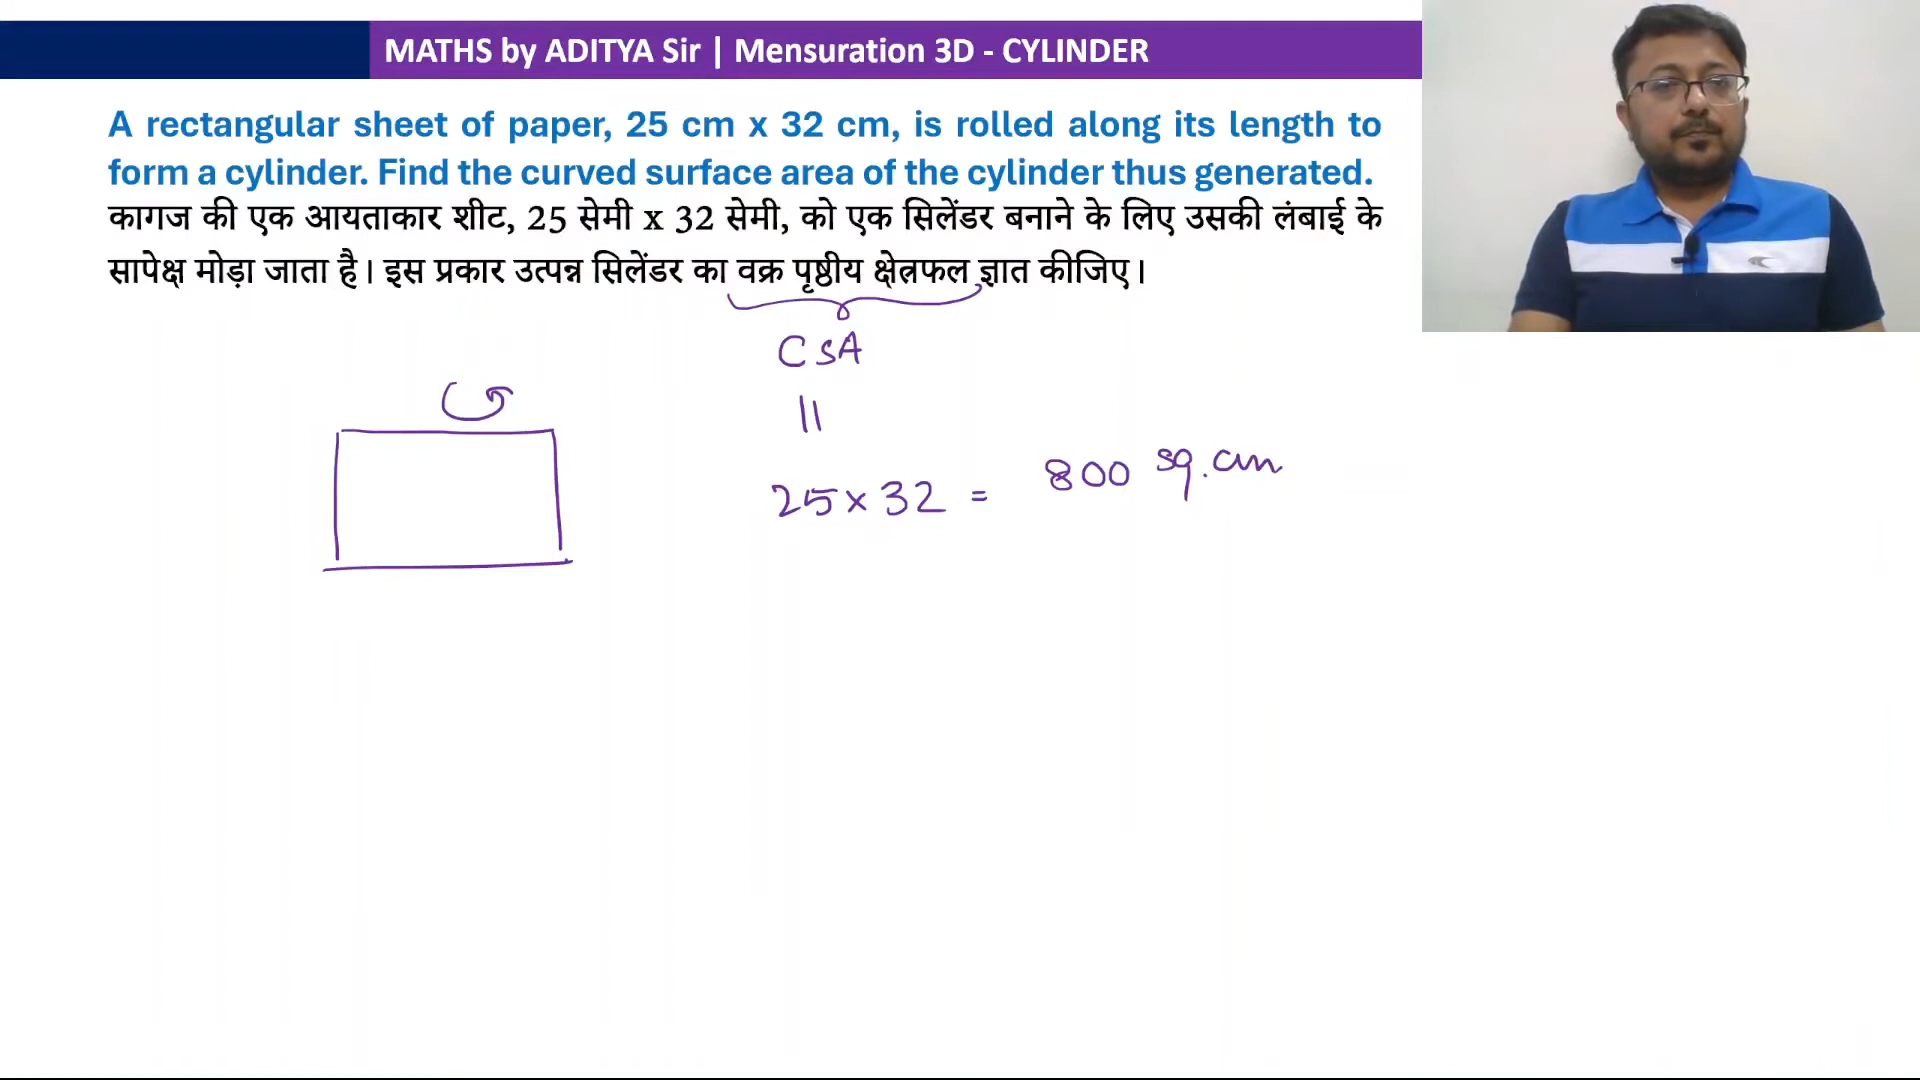 MATHS by ADITYA Sir | Mensuration 3D - CYLINDER
A rectangular sheet of paper, 25 cm x 32 cm, is rolled along its length to
form a cylinder. Find the curved surface area of the cylinder thus generated.
कागज की एक आयताकार शीट, 25 सेमी x 32 सेमी, को एक सिलेंडर बनाने के लिए उसकी लंबाई के
सापेक्ष मोड़ा जाता है। इस प्रकार उत्पन्न सिलेंडर का वक्र पृष्ठीय क्षेत्रफल ज्ञात कीजिए।
CSA
||
25 x 32 = 800 sq. cm